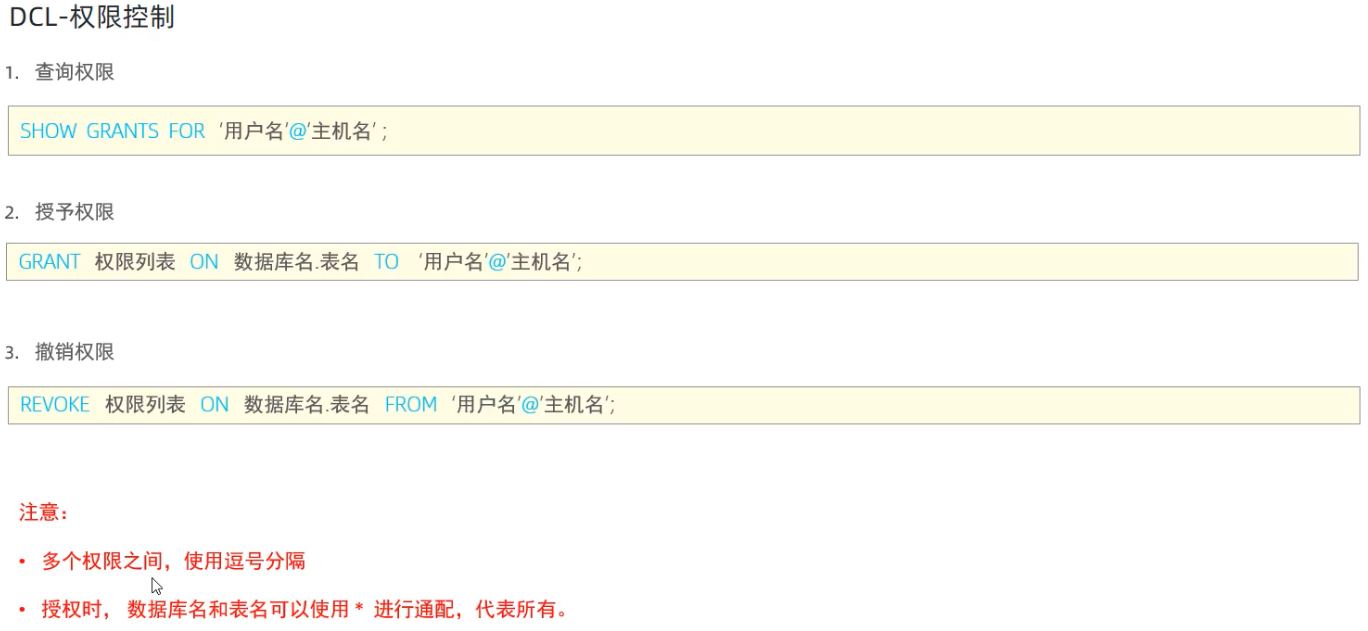 DCL-权限控制
1. 查询权限
SHOW GRANTS FOR ‘用户名’@’主机名’ ;
2. 授予权限
GRANT 权限列表 ON 数据库名.表名 TO ‘用户名’@’主机名’;
3. 撤销权限
REVOKE 权限列表 ON 数据库名.表名 FROM ‘用户名’@’主机名’;
注意：
• 多个权限之间，使用逗号分隔
• 授权时， 数据库名和表名可以使用 * 进行通配，代表所有。